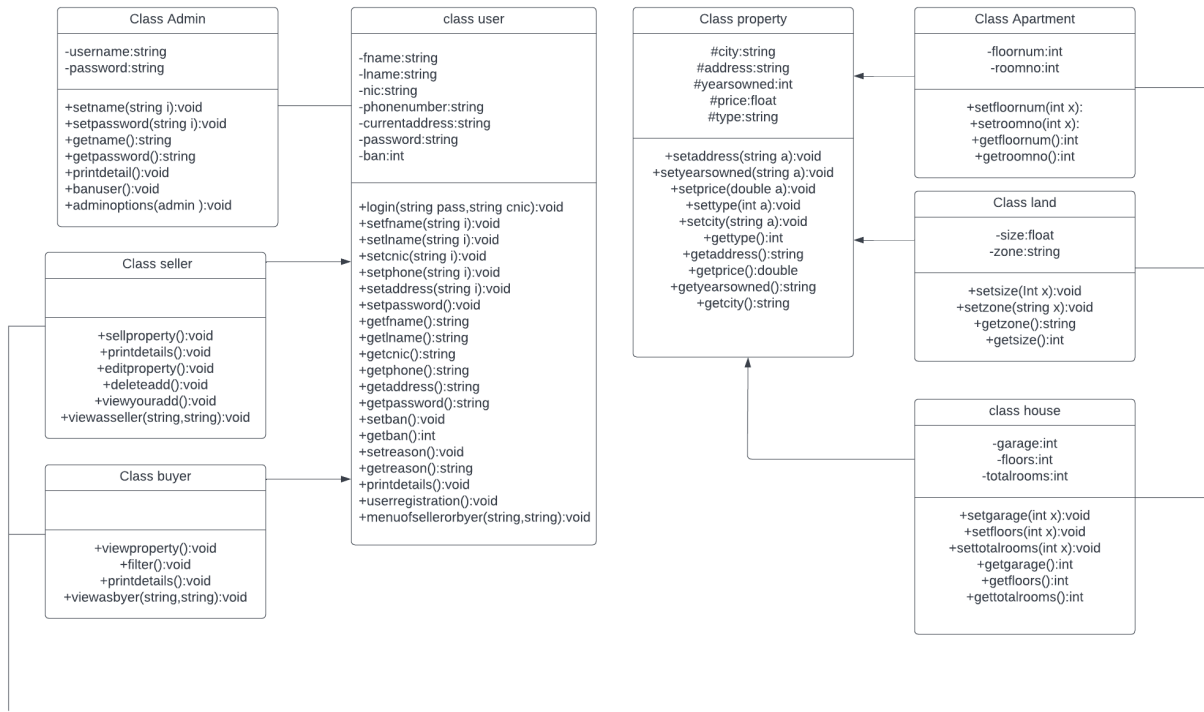 Class Admin
-username:string
-password:string
+setname(string i):void
+setpassword(string i):void
+getname():string
+getpassword():string
+printdetail():void
+banuser():void
+adminoptions(admin ):void
Class seller
+sellproperty():void
+printdetails():void
+editproperty():void
+deleteadd():void
+viewyouradd():void
+viewasseller(string,string):void
Class buyer
+viewproperty():void
+filter():void
+printdetails():void
+viewasbyer(string,string):void
class user
-fname:string
-lname:string
-nic:string
-phonenumber:string
-currentaddress:string
-password:string
-ban:int
+login(string pass,string cnic):void
+setfname(string i):void
+setlname(string i):void
+setcnic(string i):void
+setphone(string i):void
+setaddress(string i):void
+setpassword():void
+getfname():string
+getlname():string
+getcnic():string
+getphone():string
+getaddress():string
+getpassword():string
+setban():void
+getban():int
+setreason():void
+getreason():string
+printdetails():void
+userregistration():void
+menuofsellerorbyer(string,string):void
Class property
#city:string
#address:string
#yearsowned:int
#price:float
#type:string
+setaddress(string a):void
+setyearsowned(string a):void
+setprice(double a):void
+settype(int a):void
+setcity(string a):void
+gettype():int
+getaddress():string
+getprice():double
+getyearsowned():string
+getcity():string
Class Apartment
-floornum:int
-roomno:int
+setfloornum(int x):
+setroomno(int x):
+getfloornum():int
+getroomno():int
Class land
-size:float
-zone:string
+setsize(Int x):void
+setzone(string x):void
+getzone():string
+getsize():int
class house
-garage:int
-floors:int
-totalrooms:int
+setgarage(int x):void
+setfloors(int x):void
+settotalrooms(int x):void
+getgarage():int
+getfloors():int
+gettotalrooms():int